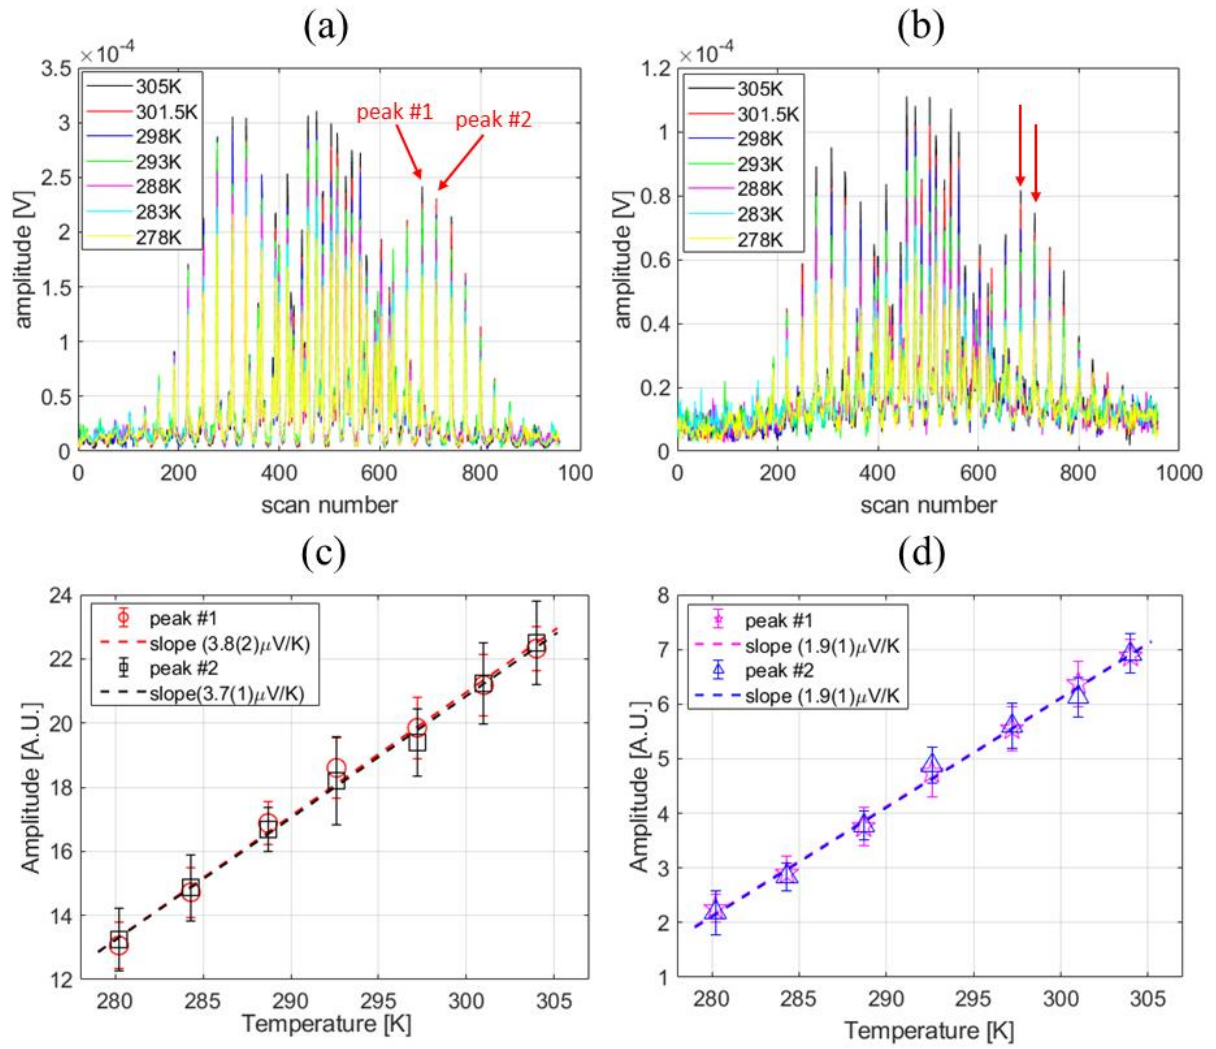 (a)
×10⁻⁴
3.5
3
2.5
2
1.5
1
0.5
0
amplitude [V]
305K
301.5K
298K
293K
288K
283K
278K
peak #1
peak #2
0 200 400 600 800 100
scan number
(b)
×10⁻⁴
1.2
1
0.8
0.6
0.4
0.2
0
amplitude [V]
305K
301.5K
298K
293K
288K
283K
278K
0 200 400 600 800 1000
scan number
(c)
24
22
20
18
16
14
12
Amplitude [A.U.]
peak #1
slope (3.8(2)μV/K)
peak #2
slope(3.7(1)μV/K)
280 285 290 295 300 305
Temperature [K]
(d)
8
7
6
5
4
3
2
1
Amplitude [A.U.]
peak #1
slope (1.9(1)μV/K)
peak #2
slope (1.9(1)μV/K
280 285 290 295 300 305
Temperature [K]